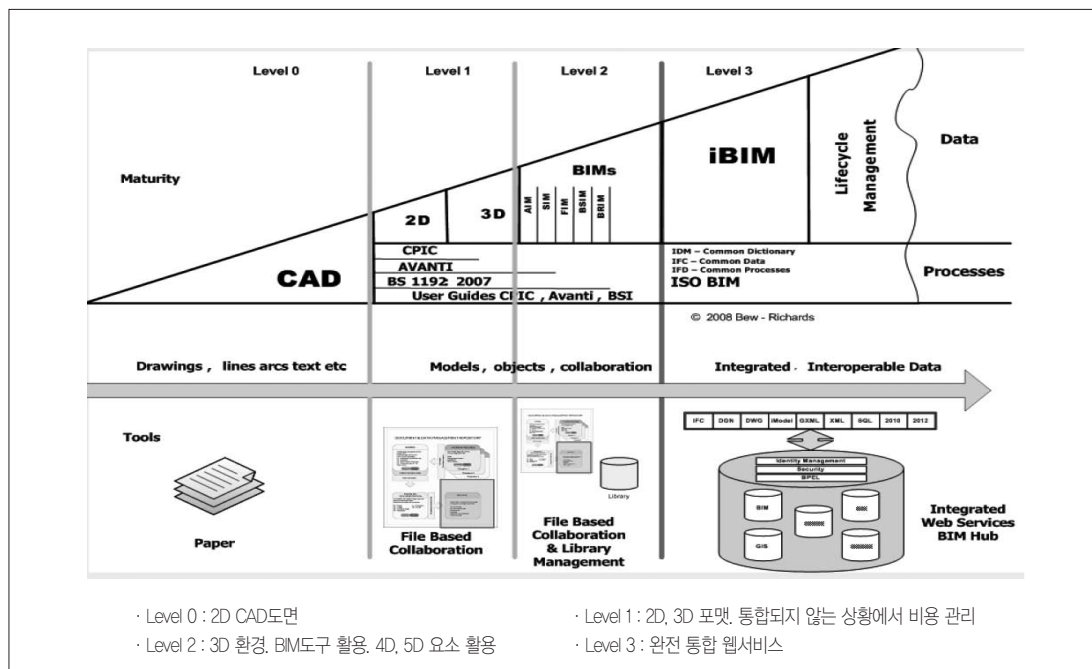 Level 0
Level 1
Level 2
Level 3
Maturity
CAD
2D
3D
BIMs
AIM
SIM
FIM
BSIM
BRIM
iBIM
Lifecycle
Management
Data
CPIC
AVANTI
BS 1192: 2007
User Guides CPIC , Avanti , BSI
IDM – Common Dictionary
IFC – Common Data
IFD – Common Processes
ISO BIM
Processes
© 2008 Bew - Richards
Drawings , lines arcs text etc
Models , objects , collaboration
Integrated . Interoperable Data
Tools
Paper
File Based
Collaboration
Library
File Based
Collaboration
& Library
Management
IFC DGN DWG iModel GXML XML SQL 2010 2012
Identity Management
Security
BPEL
BIM
GIS
Integrated
Web Services
BIM Hub
· Level 0 : 2D CAD도면
· Level 1 : 2D, 3D 포맷. 통합되지 않는 상황에서 비용 관리
· Level 2 : 3D 환경. BIM도구 활용. 4D, 5D 요소 활용
· Level 3 : 완전 통합 웹서비스